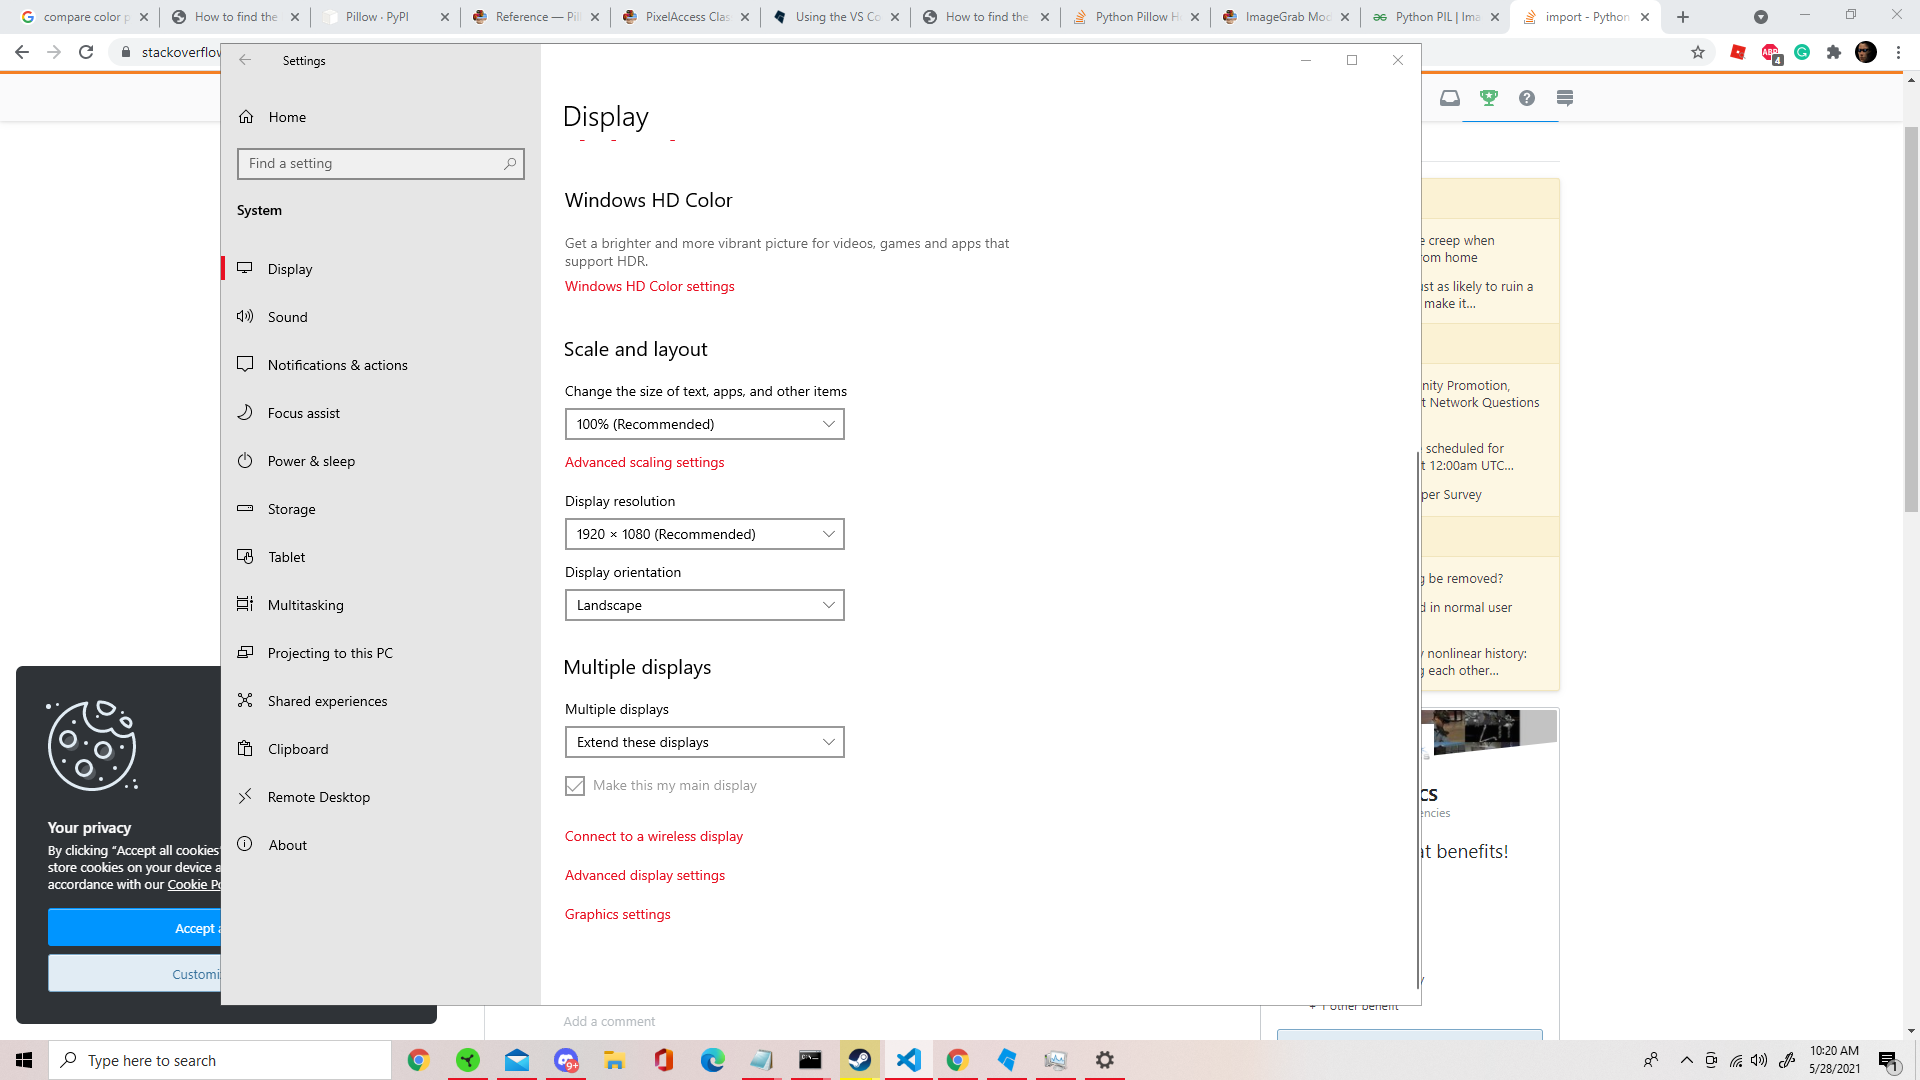 compare color p
How to find the
Pillow · PyPI
Reference — Pil
PixelAccess Clas
Using the VS Co
How to find the
Python Pillow H
ImageGrab Mod
Python PIL | Ima
import - Python
stackoverflow
4
Settings
Home
Find a setting
System
Display
Sound
Notifications & actions
Focus assist
Power & sleep
Storage
Tablet
Multitasking
Projecting to this PC
Shared experiences
Clipboard
Remote Desktop
About
Display
Windows HD Color
Get a brighter and more vibrant picture for videos, games and apps that
support HDR.
Windows HD Color settings
Scale and layout
Change the size of text, apps, and other items
100% (Recommended)
Advanced scaling settings
Display resolution
1920 × 1080 (Recommended)
Display orientation
Landscape
Multiple displays
Multiple displays
Extend these displays
Make this my main display
Connect to a wireless display
Advanced display settings
Graphics settings
e creep when
om home
ust as likely to ruin a
make it...
nity Promotion,
t Network Questions
scheduled for
t 12:00am UTC...
per Survey
g be removed?
d in normal user
nonlinear history:
g each other...
cs
encies
at benefits!
+ 1 other benefit
Your privacy
By clicking “Accept all cookies”
store cookies on your device a
accordance with our Cookie Po
Accept a
Customi
Add a comment
Type here to search
9+
10:20 AM
5/28/2021
1